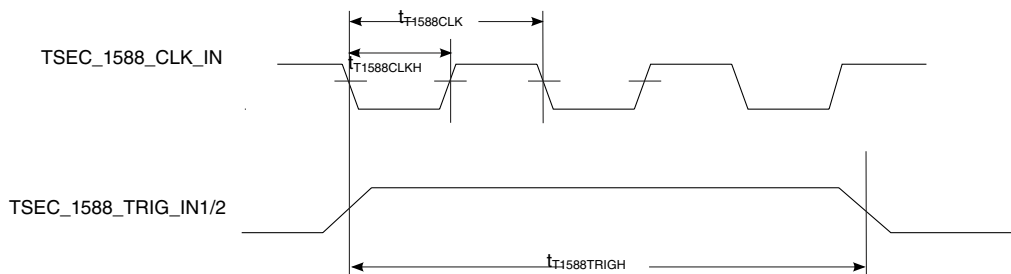 tT1588CLK
TSEC_1588_CLK_IN
tT1588CLKH
TSEC_1588_TRIG_IN1/2
tT1588TRIGH